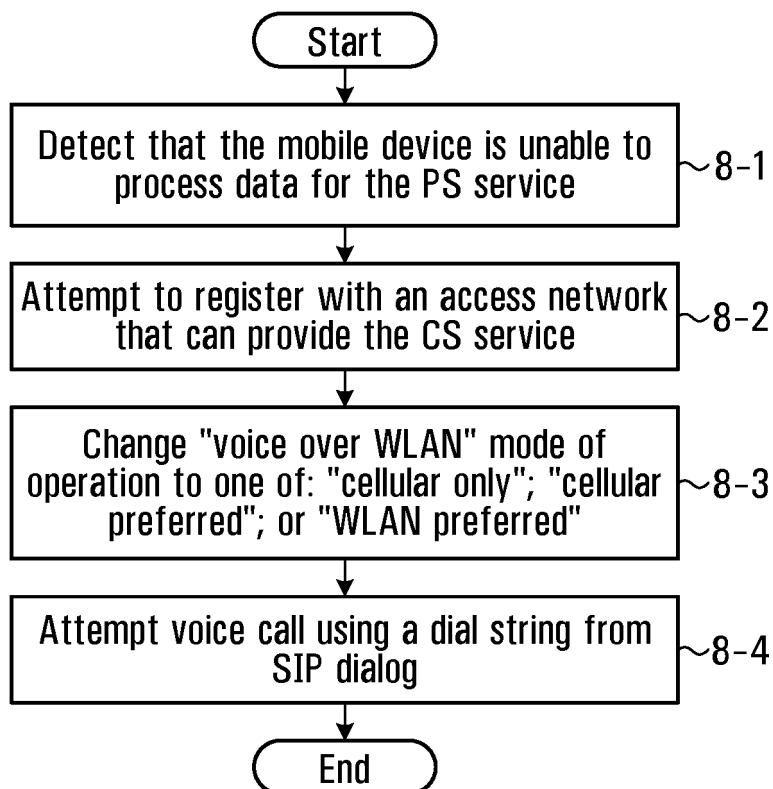 Start
Detect that the mobile device is unable to
process data for the PS service
8-1
Attempt to register with an access network
that can provide the CS service
8-2
Change "voice over WLAN" mode of
operation to one of: "cellular only"; "cellular
preferred"; or "WLAN preferred"
8-3
Attempt voice call using a dial string from
SIP dialog
8-4
End